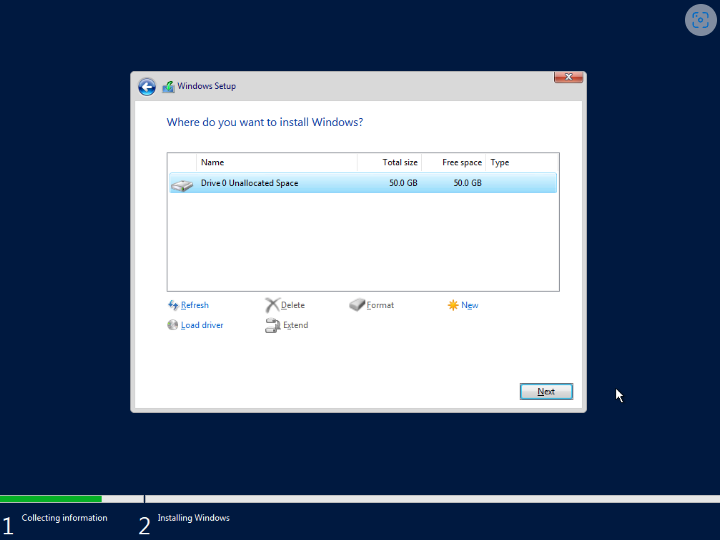 Windows Setup
Where do you want to install Windows?
Name Total size Free space Type
Drive 0 Unallocated Space 50.0 GB 50.0 GB
Refresh Delete Format New
Load driver Extend
Next
1 Collecting information 2 Installing Windows